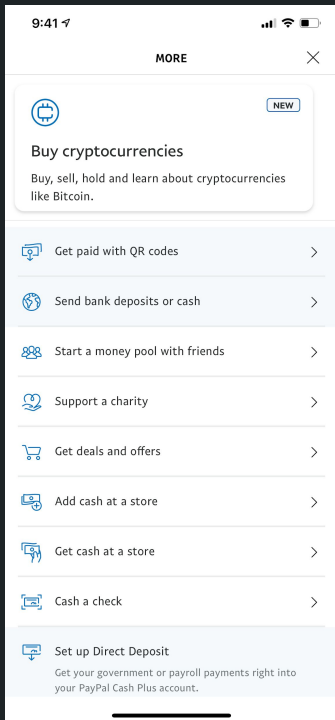 9:41
MORE
NEW
Buy cryptocurrencies
Buy, sell, hold and learn about cryptocurrencies
like Bitcoin.
Get paid with QR codes
Send bank deposits or cash
Start a money pool with friends
Support a charity
Get deals and offers
Add cash at a store
Get cash at a store
Cash a check
Set up Direct Deposit
Get your government or payroll payments right into
your PayPal Cash Plus account.